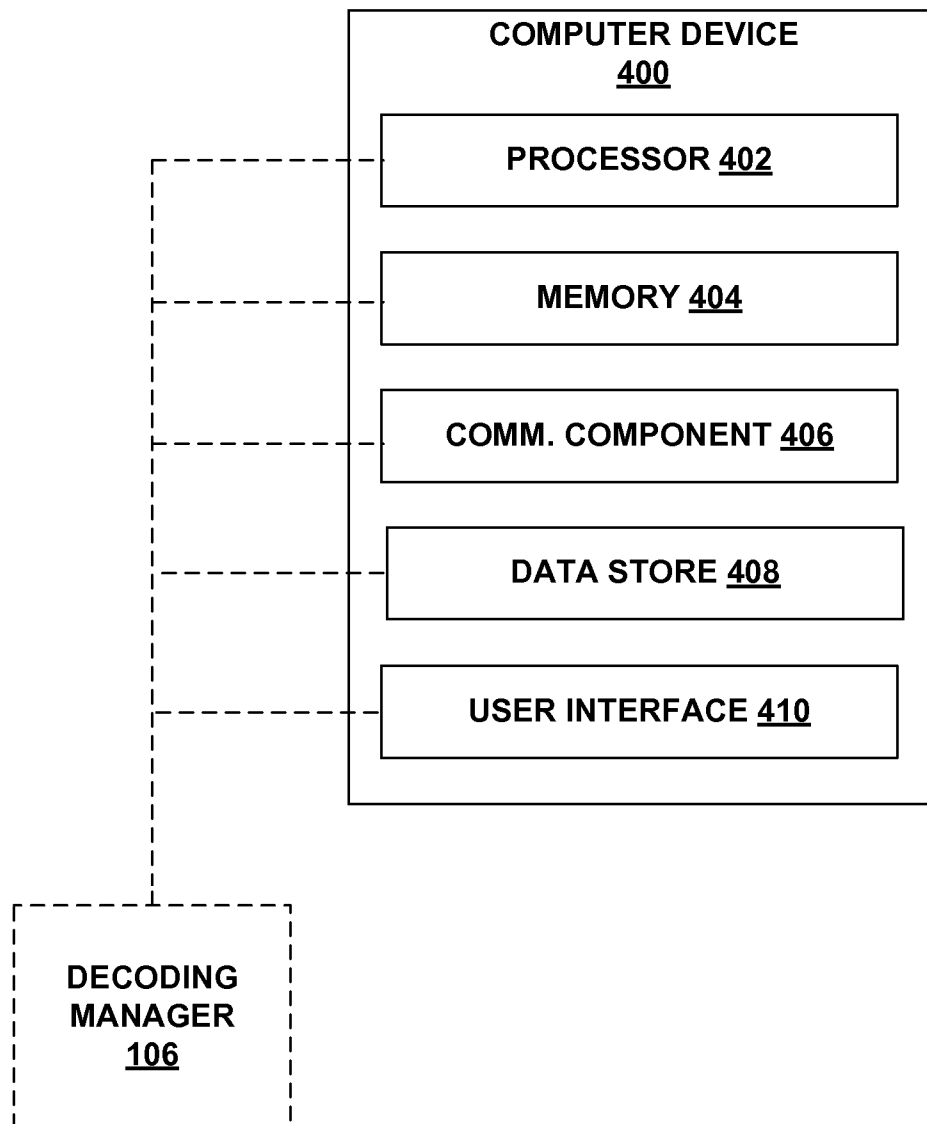 COMPUTER DEVICE
400
PROCESSOR 402
MEMORY 404
COMM. COMPONENT 406
DATA STORE 408
USER INTERFACE 410
DECODING
MANAGER
106